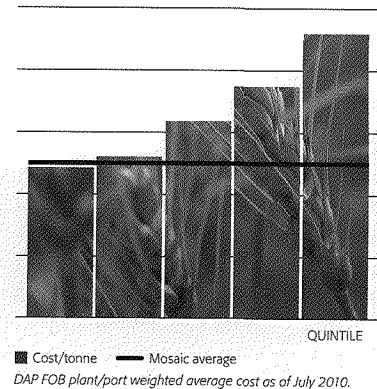 QUINTILE
Cost/tonne Mosaic average
DAP FOB plant/port weighted average cost as of July 2010.